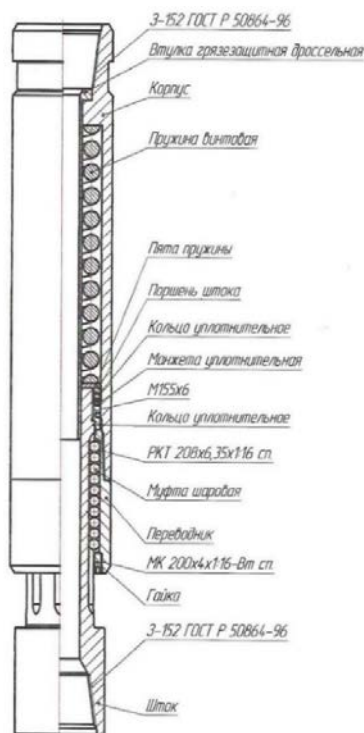 З-152 ГОСТ Р 50864-96
Втулка грязезащитная дроссельная
Корпус
Пружина винтовая
Пята пружины
Поршень штока
Кольцо уплотнительное
Манжета уплотнительная
М155х6
Кольцо уплотнительное
РКТ 208х6,35х1:16 сп.
Муфта шаровая
Переводник
МК 200х4х1:16-Вт сп.
Гайка
З-152 ГОСТ Р 50864-96
Шток